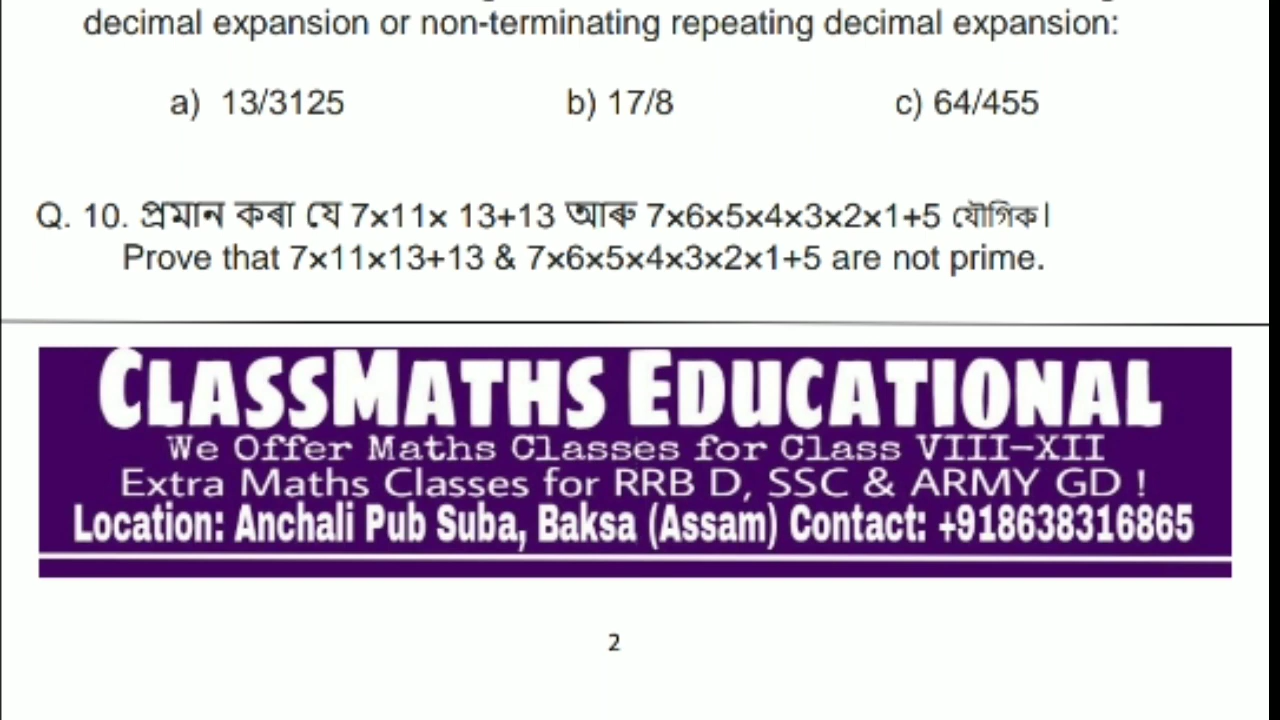 decimal expansion or non-terminating repeating decimal expansion:
a) 13/3125 b) 17/8 c) 64/455
Q. 10. প্ৰমান কৰা যে 7×11× 13+13 আৰু 7×6×5×4×3×2×1+5 যৌগিক।
Prove that 7×11×13+13 & 7×6×5×4×3×2×1+5 are not prime.
CLASSMATHS EDUCATIONAL
We Offer Maths Classes for Class VIII-XII
Extra Maths Classes for RRB D, SSC & ARMY GD !
Location: Anchali Pub Suba, Baksa (Assam) Contact: +918638316865
2